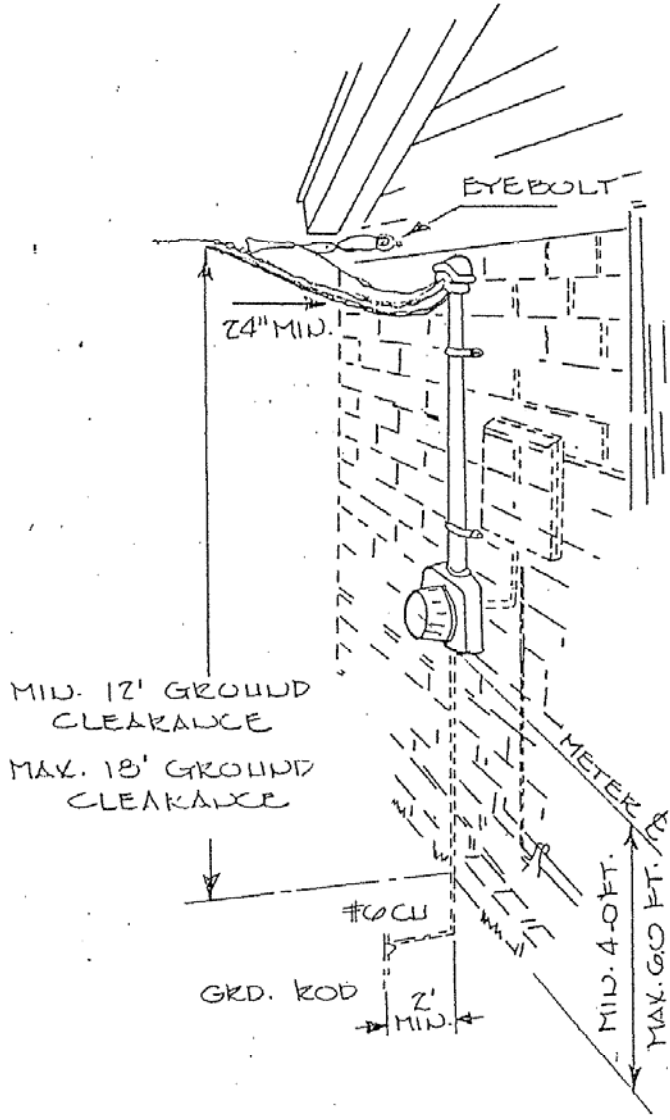 EYEBOLT
24" MIN.
MIN. 12' GROUND
CLEARANCE
MAX. 18' GROUND
CLEARANCE
METER ℄
MIN. 4.0 FT.
MAX. 6.0 FT.
#6 CU
GRD. ROD
2'
MIN.